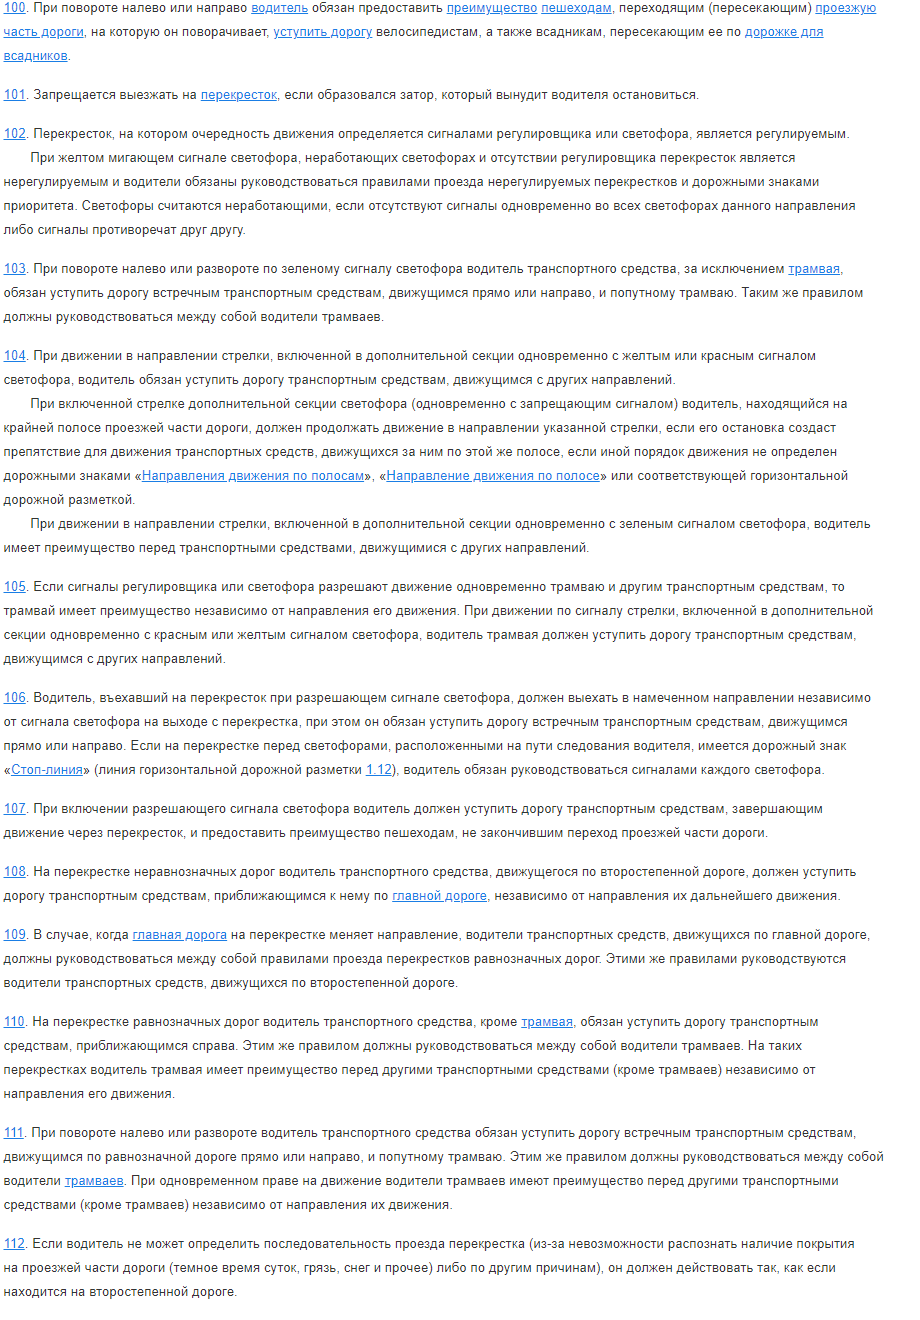 100. При повороте налево или направо водитель обязан предоставить преимущество пешеходам, переходящим (пересекающим) проезжую
часть дороги, на которую он поворачивает, уступить дорогу велосипедистам, а также всадникам, пересекающим ее по дорожке для
всадников.
101. Запрещается выезжать на перекресток, если образовался затор, который вынудит водителя остановиться.
102. Перекресток, на котором очередность движения определяется сигналами регулировщика или светофора, является регулируемым.
При желтом мигающем сигнале светофора, неработающих светофорах и отсутствии регулировщика перекресток является
нерегулируемым и водители обязаны руководствоваться правилами проезда нерегулируемых перекрестков и дорожными знаками
приоритета. Светофоры считаются неработающими, если отсутствуют сигналы одновременно во всех светофорах данного направления
либо сигналы противоречат друг другу.
103. При повороте налево или развороте по зеленому сигналу светофора водитель транспортного средства, за исключением трамвая,
обязан уступить дорогу встречным транспортным средствам, движущимся прямо или направо, и попутному трамваю. Таким же правилом
должны руководствоваться между собой водители трамваев.
104. При движении в направлении стрелки, включенной в дополнительной секции одновременно с желтым или красным сигналом
светофора, водитель обязан уступить дорогу транспортным средствам, движущимся с других направлений.
При включенной стрелке дополнительной секции светофора (одновременно с запрещающим сигналом) водитель, находящийся на
крайней полосе проезжей части дороги, должен продолжать движение в направлении указанной стрелки, если его остановка создаст
препятствие для движения транспортных средств, движущихся за ним по этой же полосе, если иной порядок движения не определен
дорожными знаками «Направления движения по полосам», «Направление движения по полосе» или соответствующей горизонтальной
дорожной разметкой.
При движении в направлении стрелки, включенной в дополнительной секции одновременно с зеленым сигналом светофора, водитель
имеет преимущество перед транспортными средствами, движущимися с других направлений.
105. Если сигналы регулировщика или светофора разрешают движение одновременно трамваю и другим транспортным средствам, то
трамвай имеет преимущество независимо от направления его движения. При движении по сигналу стрелки, включенной в дополнительной
секции одновременно с красным или желтым сигналом светофора, водитель трамвая должен уступить дорогу транспортным средствам,
движущимся с других направлений.
106. Водитель, въехавший на перекресток при разрешающем сигнале светофора, должен выехать в намеченном направлении независимо
от сигнала светофора на выходе с перекрестка, при этом он обязан уступить дорогу встречным транспортным средствам, движущимся
прямо или направо. Если на перекрестке перед светофорами, расположенными на пути следования водителя, имеется дорожный знак
«Стоп-линия» (линия горизонтальной дорожной разметки 1.12), водитель обязан руководствоваться сигналами каждого светофора.
107. При включении разрешающего сигнала светофора водитель должен уступить дорогу транспортным средствам, завершающим
движение через перекресток, и предоставить преимущество пешеходам, не закончившим переход проезжей части дороги.
108. На перекрестке неравнозначных дорог водитель транспортного средства, движущегося по второстепенной дороге, должен уступить
дорогу транспортным средствам, приближающимся к нему по главной дороге, независимо от направления их дальнейшего движения.
109. В случае, когда главная дорога на перекрестке меняет направление, водители транспортных средств, движущихся по главной дороге,
должны руководствоваться между собой правилами проезда перекрестков равнозначных дорог. Этими же правилами руководствуются
водители транспортных средств, движущихся по второстепенной дороге.
110. На перекрестке равнозначных дорог водитель транспортного средства, кроме трамвая, обязан уступить дорогу транспортным
средствам, приближающимся справа. Этим же правилом должны руководствоваться между собой водители трамваев. На таких
перекрестках водитель трамвая имеет преимущество перед другими транспортными средствами (кроме трамваев) независимо от
направления его движения.
111. При повороте налево или развороте водитель транспортного средства обязан уступить дорогу встречным транспортным средствам,
движущимся по равнозначной дороге прямо или направо, и попутному трамваю. Этим же правилом должны руководствоваться между собой
водители трамваев. При одновременном праве на движение водители трамваев имеют преимущество перед другими транспортными
средствами (кроме трамваев) независимо от направления их движения.
112. Если водитель не может определить последовательность проезда перекрестка (из-за невозможности распознать наличие покрытия
на проезжей части дороги (темное время суток, грязь, снег и прочее) либо по другим причинам), он должен действовать так, как если
находится на второстепенной дороге.